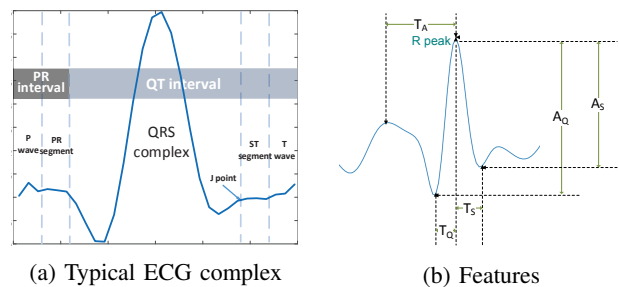 PR
interval
QT interval
P
wave
PR
segment
QRS
complex
ST
segment
T
wave
J point
(a) Typical ECG complex
T_A
R peak
A_Q
A_S
T_S
T_Q
(b) Features